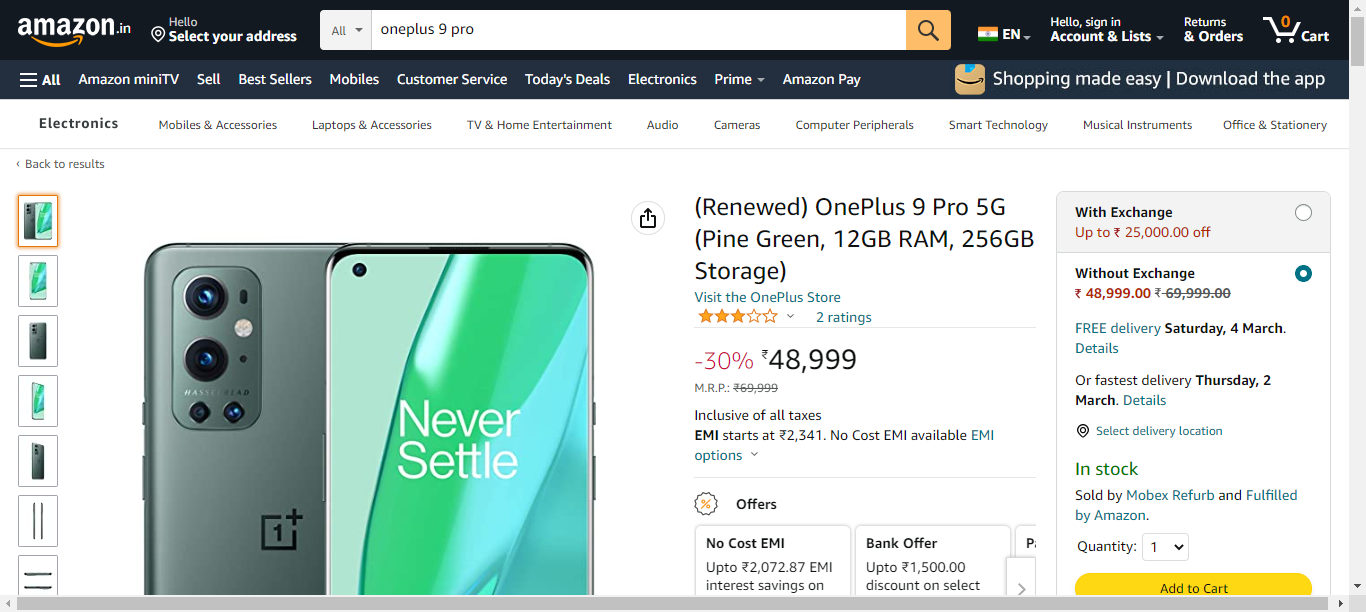 amazon.in
Hello
Select your address
All
oneplus 9 pro
EN
Hello, sign in
Account & Lists
Returns
& Orders
0
Cart
All
Amazon miniTV
Sell
Best Sellers
Mobiles
Customer Service
Today's Deals
Electronics
Prime
Amazon Pay
Shopping made easy | Download the app
Electronics
Mobiles & Accessories
Laptops & Accessories
TV & Home Entertainment
Audio
Cameras
Computer Peripherals
Smart Technology
Musical Instruments
Office & Stationery
‹ Back to results
HASSELBLAD
Never
Settle
(Renewed) OnePlus 9 Pro 5G
(Pine Green, 12GB RAM, 256GB
Storage)
Visit the OnePlus Store
2 ratings
-30% ₹48,999
M.R.P.: ₹69,999
Inclusive of all taxes
EMI starts at ₹2,341. No Cost EMI available EMI
options
Offers
No Cost EMI
Upto ₹2,072.87 EMI
interest savings on
Bank Offer
Upto ₹1,500.00
discount on select
With Exchange
Up to ₹ 25,000.00 off
Without Exchange
₹ 48,999.00 ₹ 69,999.00
FREE delivery Saturday, 4 March.
Details
Or fastest delivery Thursday, 2
March. Details
Select delivery location
In stock
Sold by Mobex Refurb and Fulfilled
by Amazon.
Quantity: 1
Add to Cart